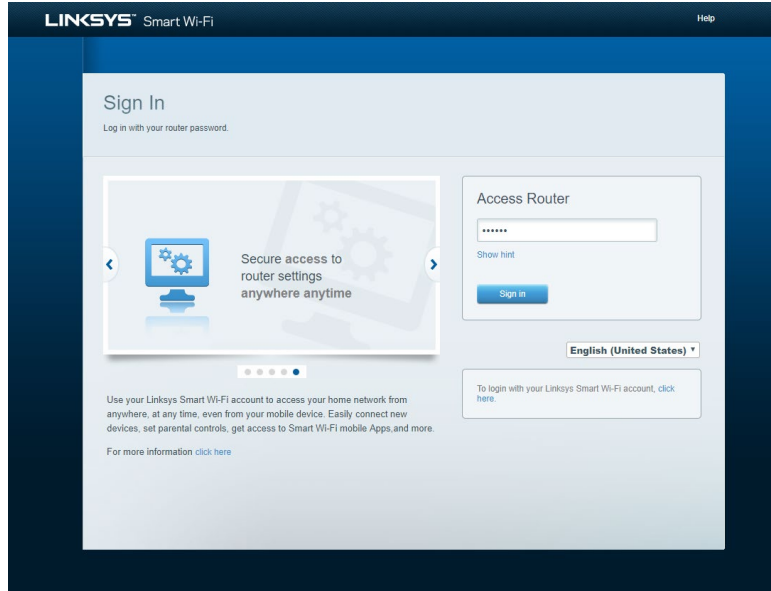 LINKSYS™ Smart Wi-Fi
Help
Sign In
Log in with your router password.
Secure access to
router settings
anywhere anytime
Use your Linksys Smart Wi-Fi account to access your home network from
anywhere, at any time, even from your mobile device. Easily connect new
devices, set parental controls, get access to Smart Wi-Fi mobile Apps,and more.
For more information click here
Access Router
••••••
Show hint
Sign in
English (United States)
To login with your Linksys Smart Wi-Fi account, click
here.